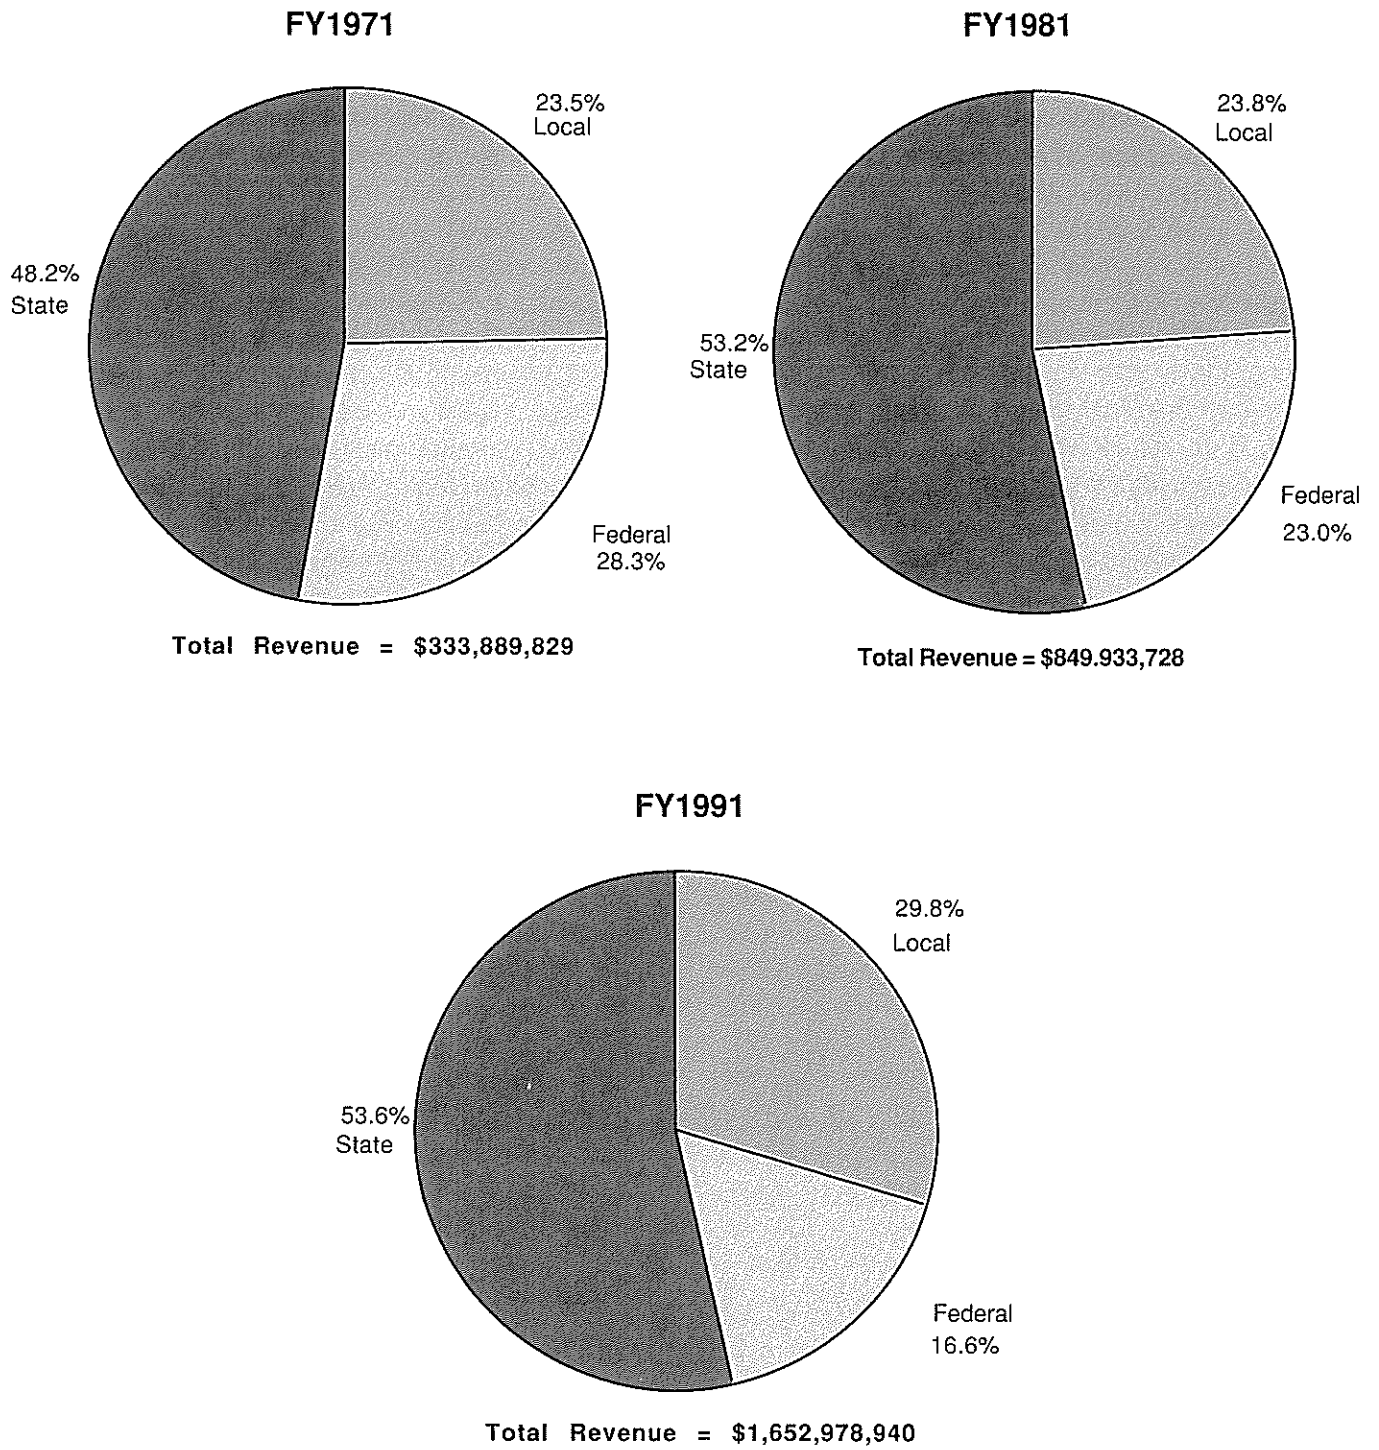 FY1971
23.5%
Local
48.2%
State
Federal
28.3%
Total Revenue = $333,889,829
FY1981
23.8%
Local
53.2%
State
Federal
23.0%
Total Revenue = $849.933,728
FY1991
29.8%
Local
53.6%
State
Federal
16.6%
Total Revenue = $1,652,978,940